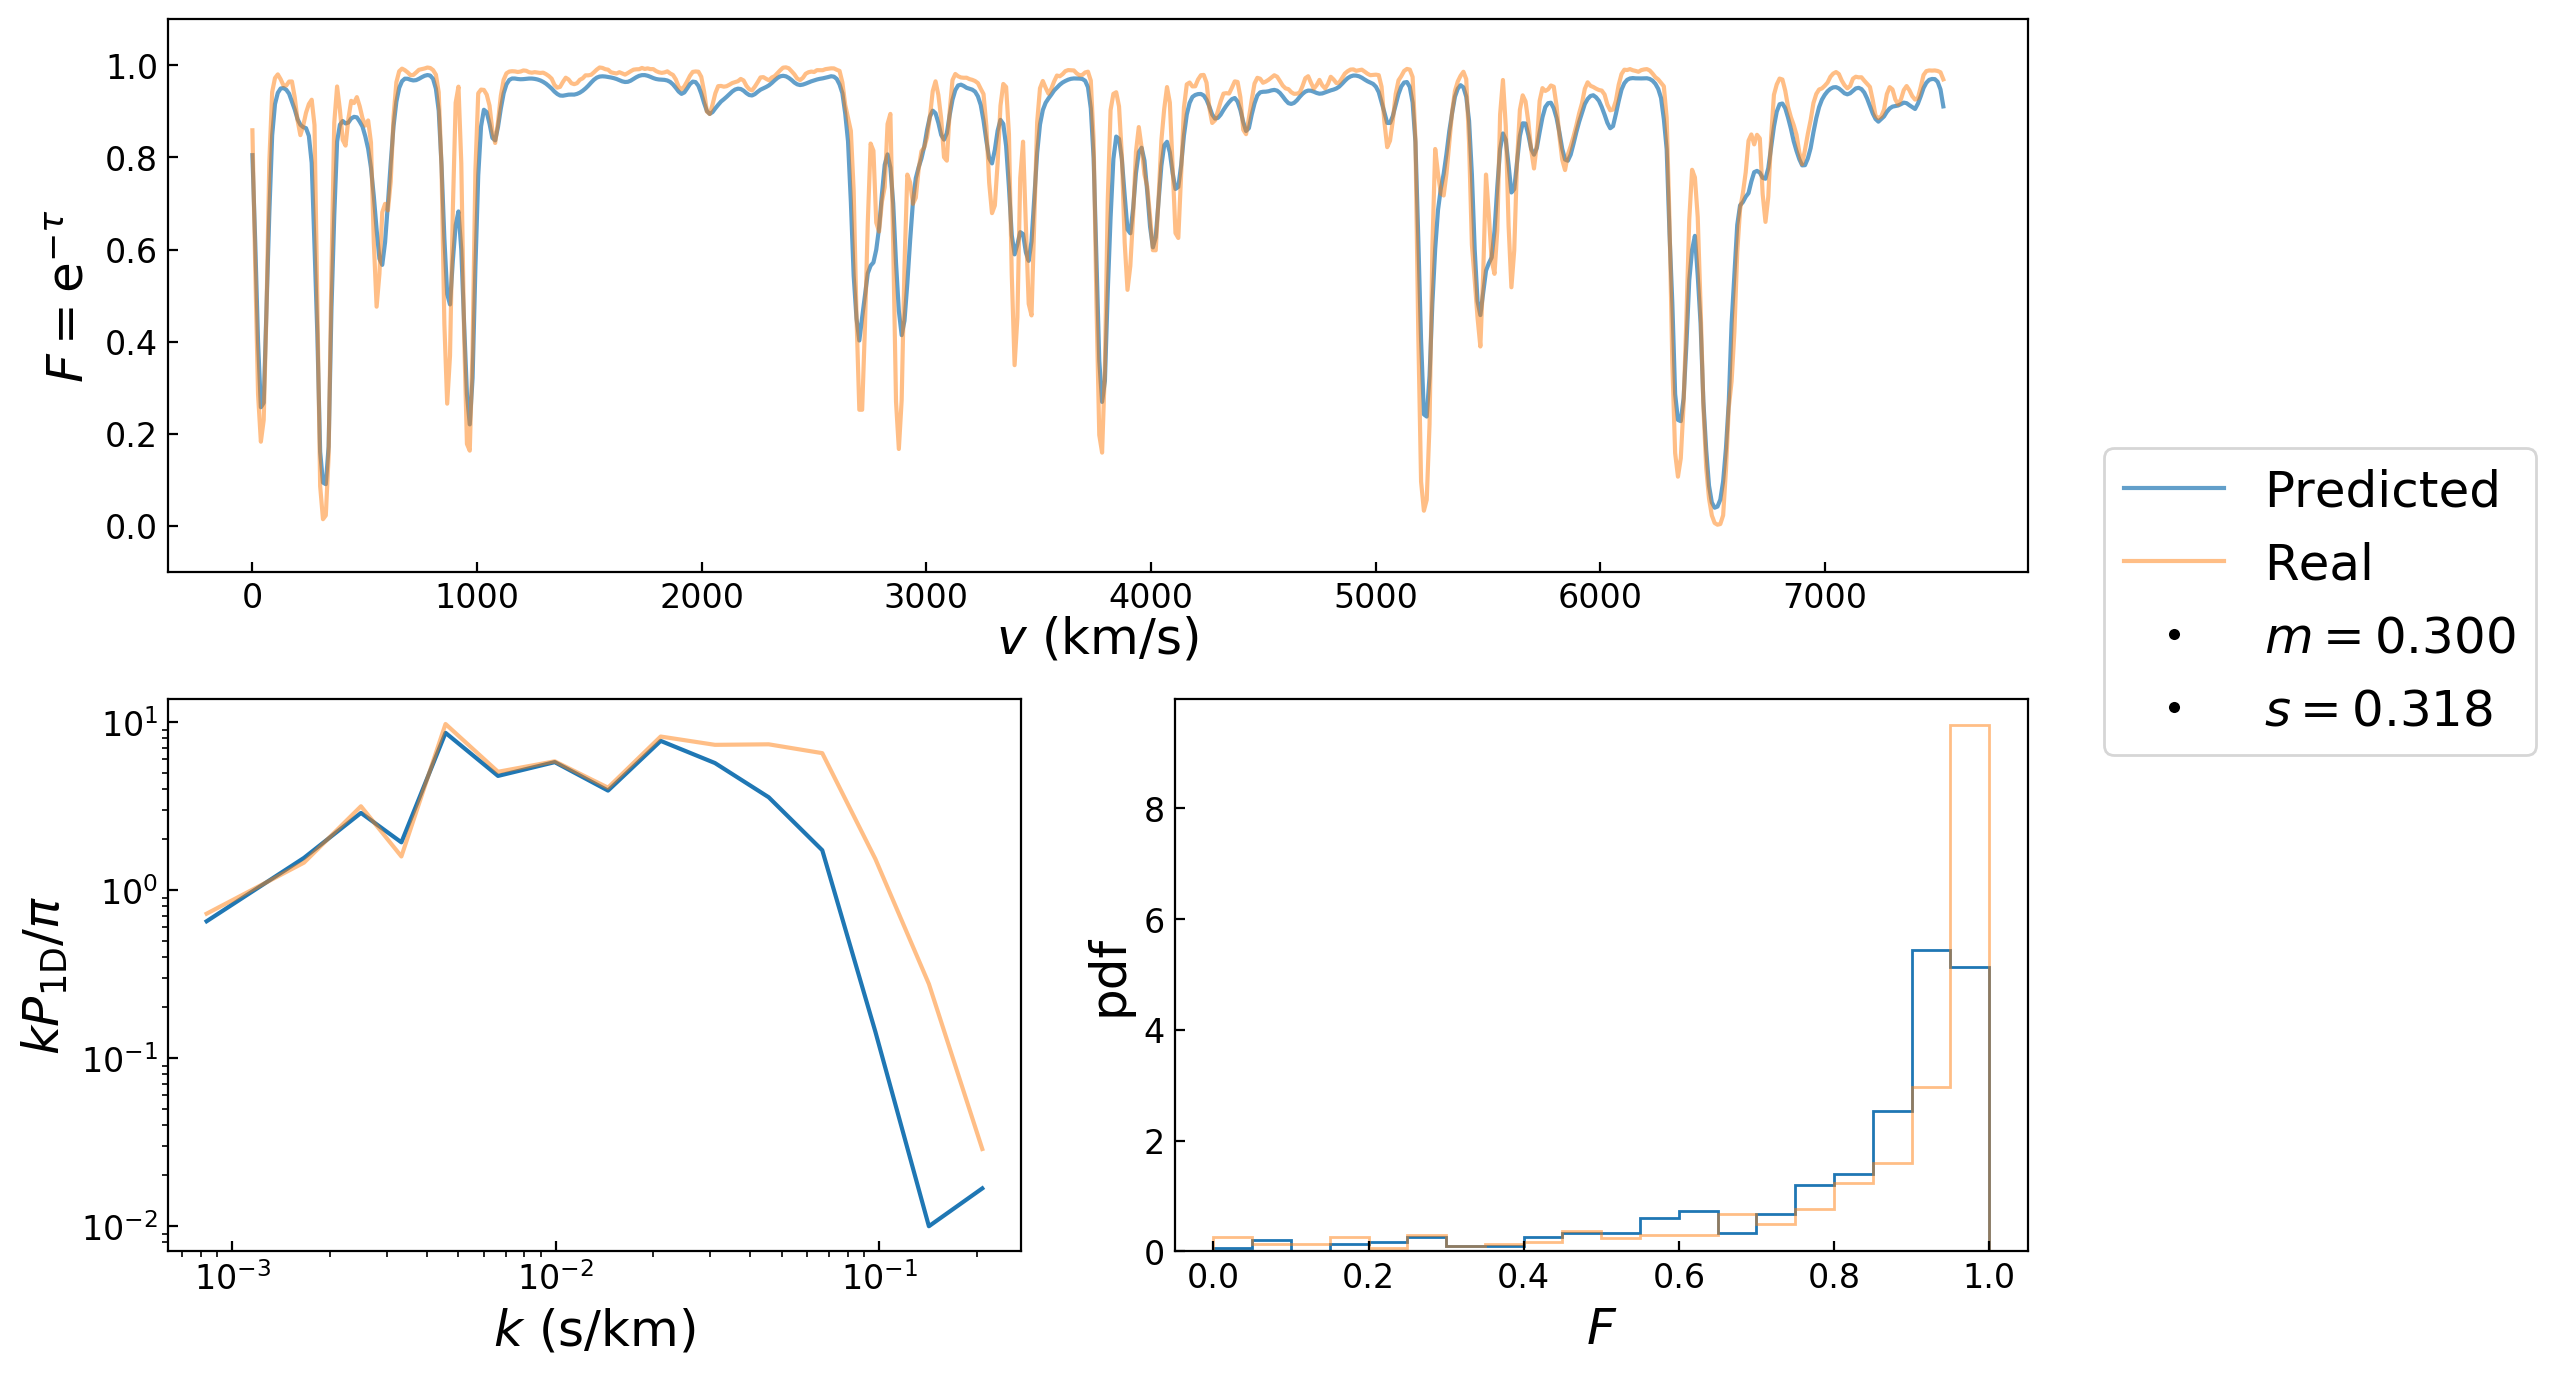 1.0
0.8
0.6
0.4
0.2
0.0
F = e^{−τ}
0 1000 2000 3000 4000 5000 6000 7000
v (km/s)
Predicted
Real
m = 0.300
s = 0.318
10^1
10^0
10^{−1}
10^{−2}
kP_{1D}/π
10^{−3} 10^{−2} 10^{−1}
k (s/km)
8
6
4
2
0
pdf
0.0 0.2 0.4 0.6 0.8 1.0
F